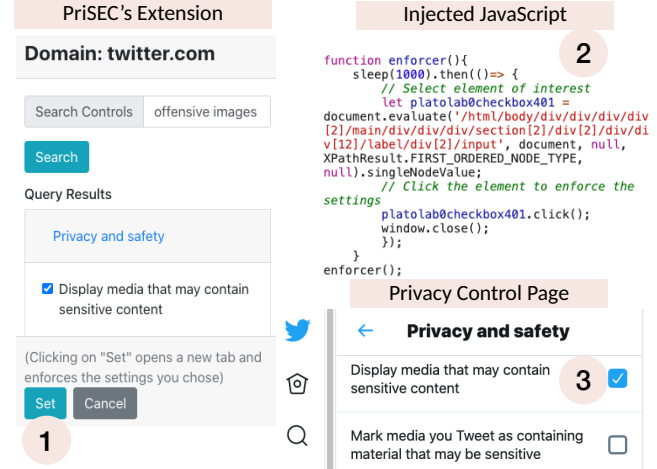 PriSEC's Extension
Domain: twitter.com
Search Controls
offensive images
Search
Query Results
Privacy and safety
Display media that may contain
sensitive content
(Clicking on "Set" opens a new tab and
enforces the settings you chose)
Set
Cancel
1
Injected JavaScript
2
function enforcer(){
sleep(1000).then(()=> {
// Select element of interest
let platolab0checkbox401 =
document.evaluate('/html/body/div/div/div/div
[2]/main/div/div/div/section[2]/div[2]/div/di
v[12]/label/div[2]/input', document, null,
XPathResult.FIRST_ORDERED_NODE_TYPE,
null).singleNodeValue;
// Click the element to enforce the
settings
platolab0checkbox401.click();
window.close();
});
}
enforcer();
Privacy Control Page
Privacy and safety
Display media that may contain
sensitive content
3
Mark media you Tweet as containing
material that may be sensitive